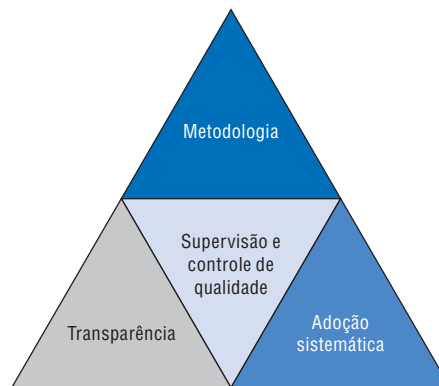 Metodologia
Supervisão e
controle de
qualidade
Transparência
Adoção
sistemática